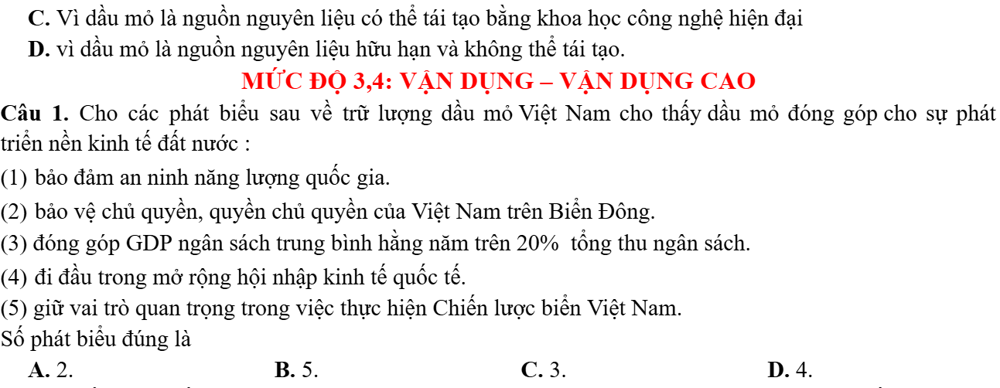 C. Vì dầu mỏ là nguồn nguyên liệu có thể tái tạo bằng khoa học công nghệ hiện đại
D. vì dầu mỏ là nguồn nguyên liệu hữu hạn và không thể tái tạo.
MỨC ĐỘ 3,4: VẬN DỤNG – VẬN DỤNG CAO
Câu 1. Cho các phát biểu sau về trữ lượng dầu mỏ Việt Nam cho thấy dầu mỏ đóng góp cho sự phát
triển nền kinh tế đất nước :
(1) bảo đảm an ninh năng lượng quốc gia.
(2) bảo vệ chủ quyền, quyền chủ quyền của Việt Nam trên Biển Đông.
(3) đóng góp GDP ngân sách trung bình hằng năm trên 20% tổng thu ngân sách.
(4) đi đầu trong mở rộng hội nhập kinh tế quốc tế.
(5) giữ vai trò quan trọng trong việc thực hiện Chiến lược biển Việt Nam.
Số phát biểu đúng là
A. 2. B. 5. C. 3. D. 4.